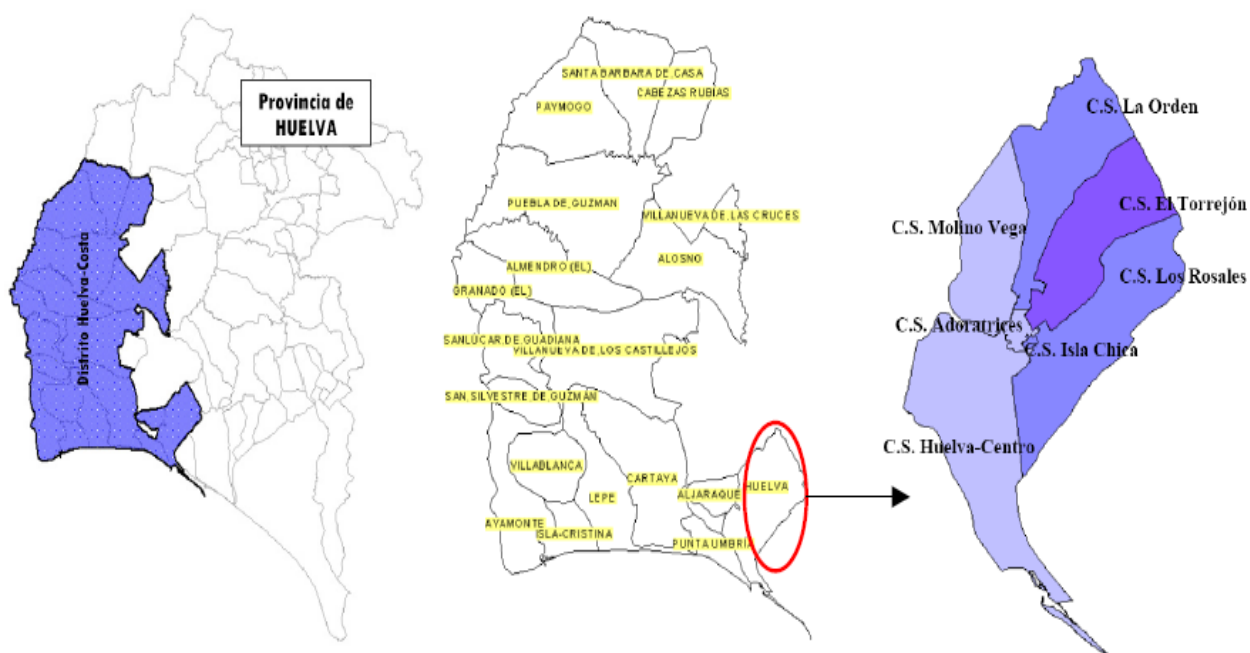 Provincia de
HUELVA
Distrito Huelva-Costa
SANTA BARBARA DE CASA
CABEZAS RUBIAS
PAYMOGO
PUEBLA DE GUZMAN
VILLANUEVA DE LAS CRUCES
ALMENDRO (EL)
ALOSNO
GRANADO (EL)
SANLÚCAR DE GUADIANA
VILLANUEVA DE LOS CASTILLEJOS
SAN SILVESTRE DE GUZMÁN
VILLABLANCA
CARTAYA
LEPE
ALJARAQUE
HUELVA
AYAMONTE
ISLA-CRISTINA
PUNTA UMBRÍA
C.S. La Orden
C.S. El Torrejón
C.S. Molino Vega
C.S. Los Rosales
C.S. Adoratrices
C.S. Isla Chica
C.S. Huelva-Centro